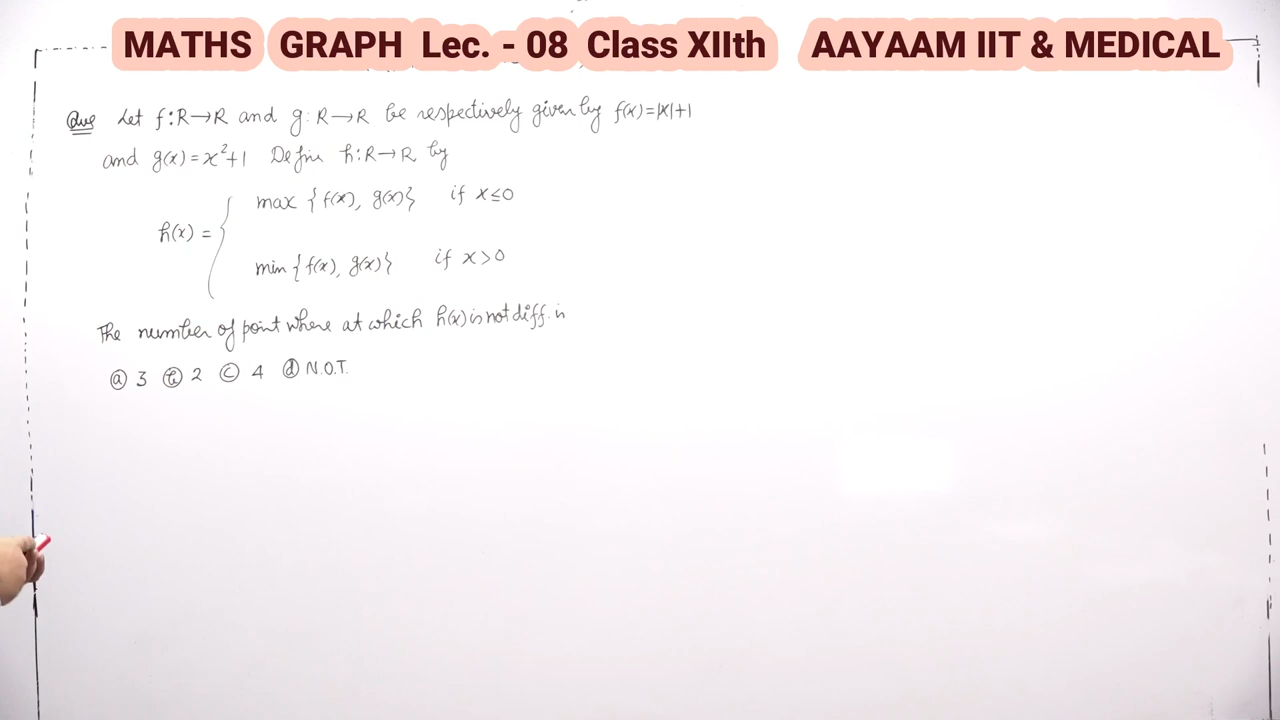 MATHS GRAPH Lec. - 08 Class XIIth AAYAAM IIT & MEDICAL
Que Let f:R→R and g:R→R be respectively given by f(x)=|x|+1
and g(x)=x²+1 Define h:R→R by
max {f(x), g(x)} if x≤0
h(x) = {
min {f(x), g(x)} if x>0
The number of point where at which h(x) is not diff. is
ⓐ 3 ⓑ 2 ⓒ 4 ⓓ N.O.T.